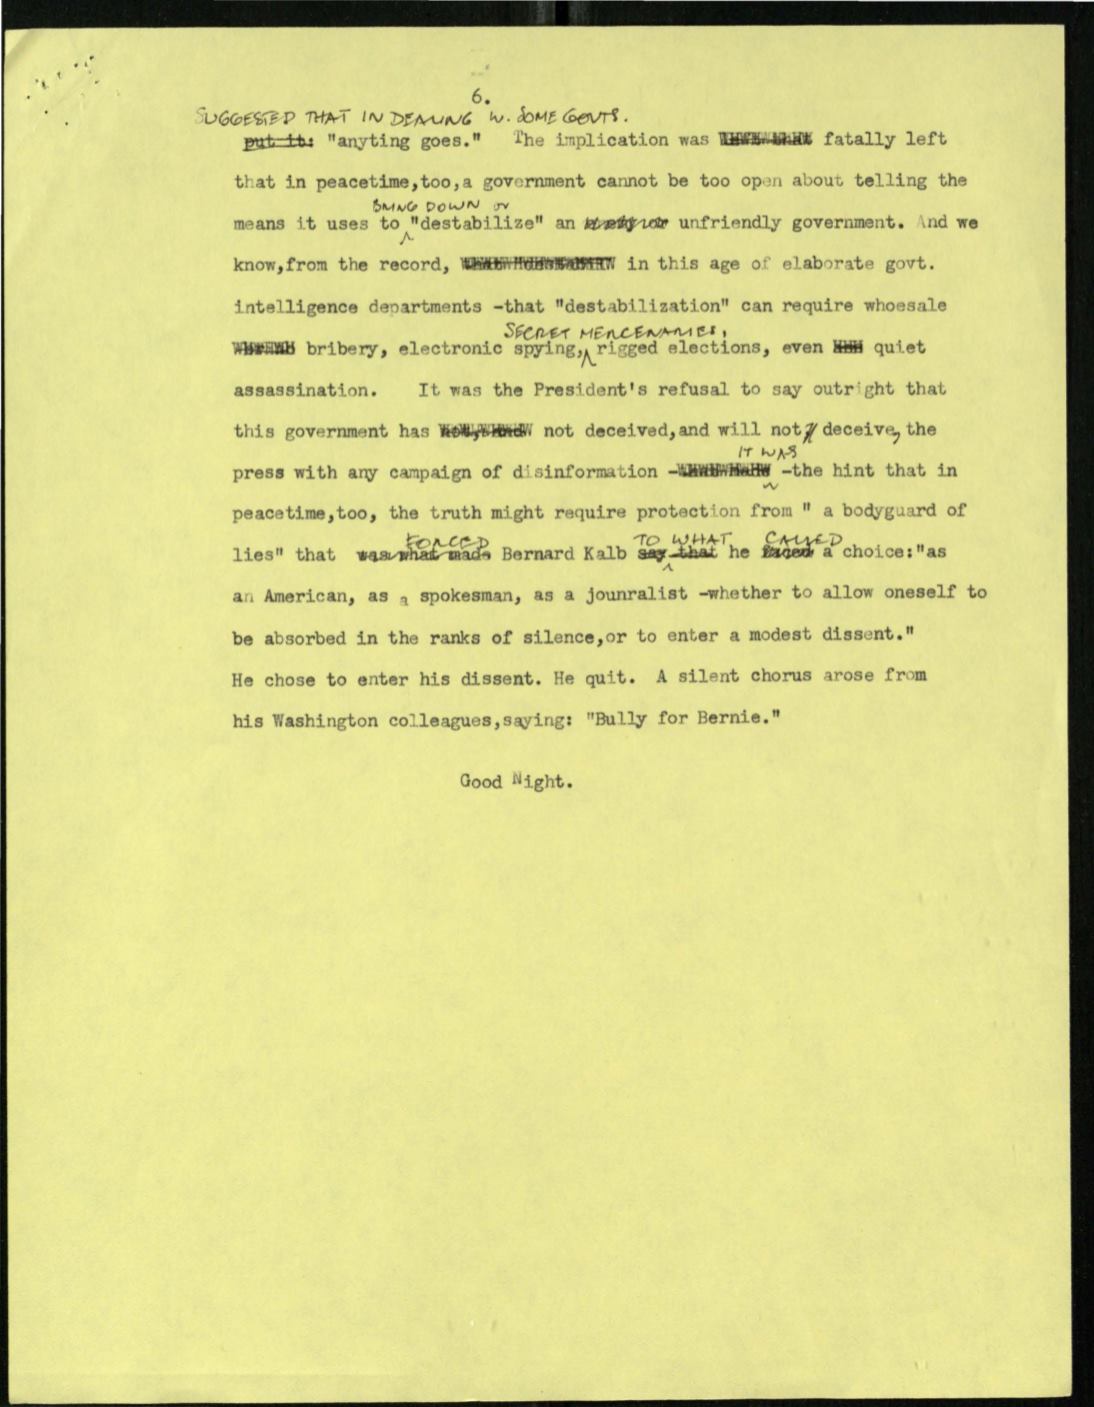 6.
SUGGESTED THAT IN DEALING W. SOME GOVTS.
put it: "anyting goes." The implication was fatally left
that in peacetime,too,a government cannot be too open about telling the
BRING DOWN or
means it uses to "destabilize" an unfriendly government. And we
know,from the record, in this age of elaborate govt.
intelligence departments -that "destabilization" can require whoesale
SECRET MERCENARIES,
bribery, electronic spying, rigged elections, even quiet
assassination. It was the President's refusal to say outright that
this government has not deceived,and will not deceive, the
IT WAS
press with any campaign of disinformation - -the hint that in
peacetime,too, the truth might require protection from " a bodyguard of
FORCED TO WHAT CALLED
lies" that was what made Bernard Kalb say that he faced a choice:"as
an American, as a spokesman, as a jounralist -whether to allow oneself to
be absorbed in the ranks of silence,or to enter a modest dissent."
He chose to enter his dissent. He quit. A silent chorus arose from
his Washington colleagues,saying: "Bully for Bernie."
Good Night.